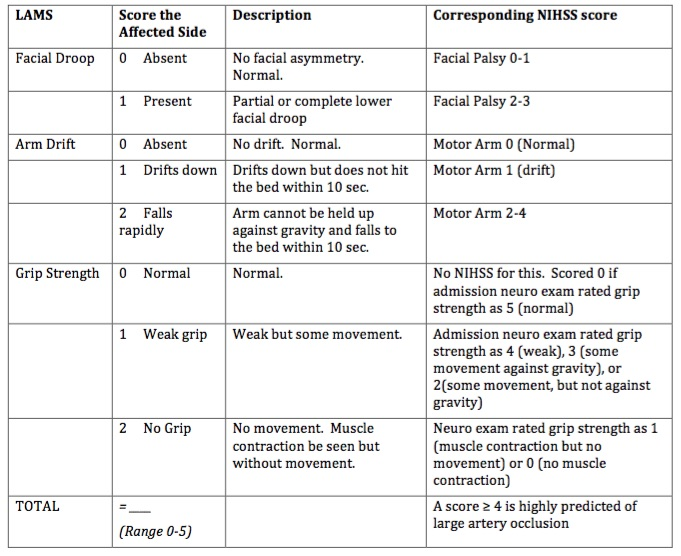 LAMS Score the Affected Side Description Corresponding NIHSS score
Facial Droop 0 Absent No facial asymmetry. Normal. Facial Palsy 0-1
1 Present Partial or complete lower facial droop Facial Palsy 2-3
Arm Drift 0 Absent No drift. Normal. Motor Arm 0 (Normal)
1 Drifts down Drifts down but does not hit the bed within 10 sec. Motor Arm 1 (drift)
2 Falls rapidly Arm cannot be held up against gravity and falls to the bed within 10 sec. Motor Arm 2-4
Grip Strength 0 Normal Normal. No NIHSS for this. Scored 0 if admission neuro exam rated grip strength as 5 (normal)
1 Weak grip Weak but some movement. Admission neuro exam rated grip strength as 4 (weak), 3 (some movement against gravity), or 2(some movement, but not against gravity)
2 No Grip No movement. Muscle contraction be seen but without movement. Neuro exam rated grip strength as 1 (muscle contraction but no movement) or 0 (no muscle contraction)
TOTAL =___ (Range 0-5) A score ≥ 4 is highly predicted of large artery occlusion